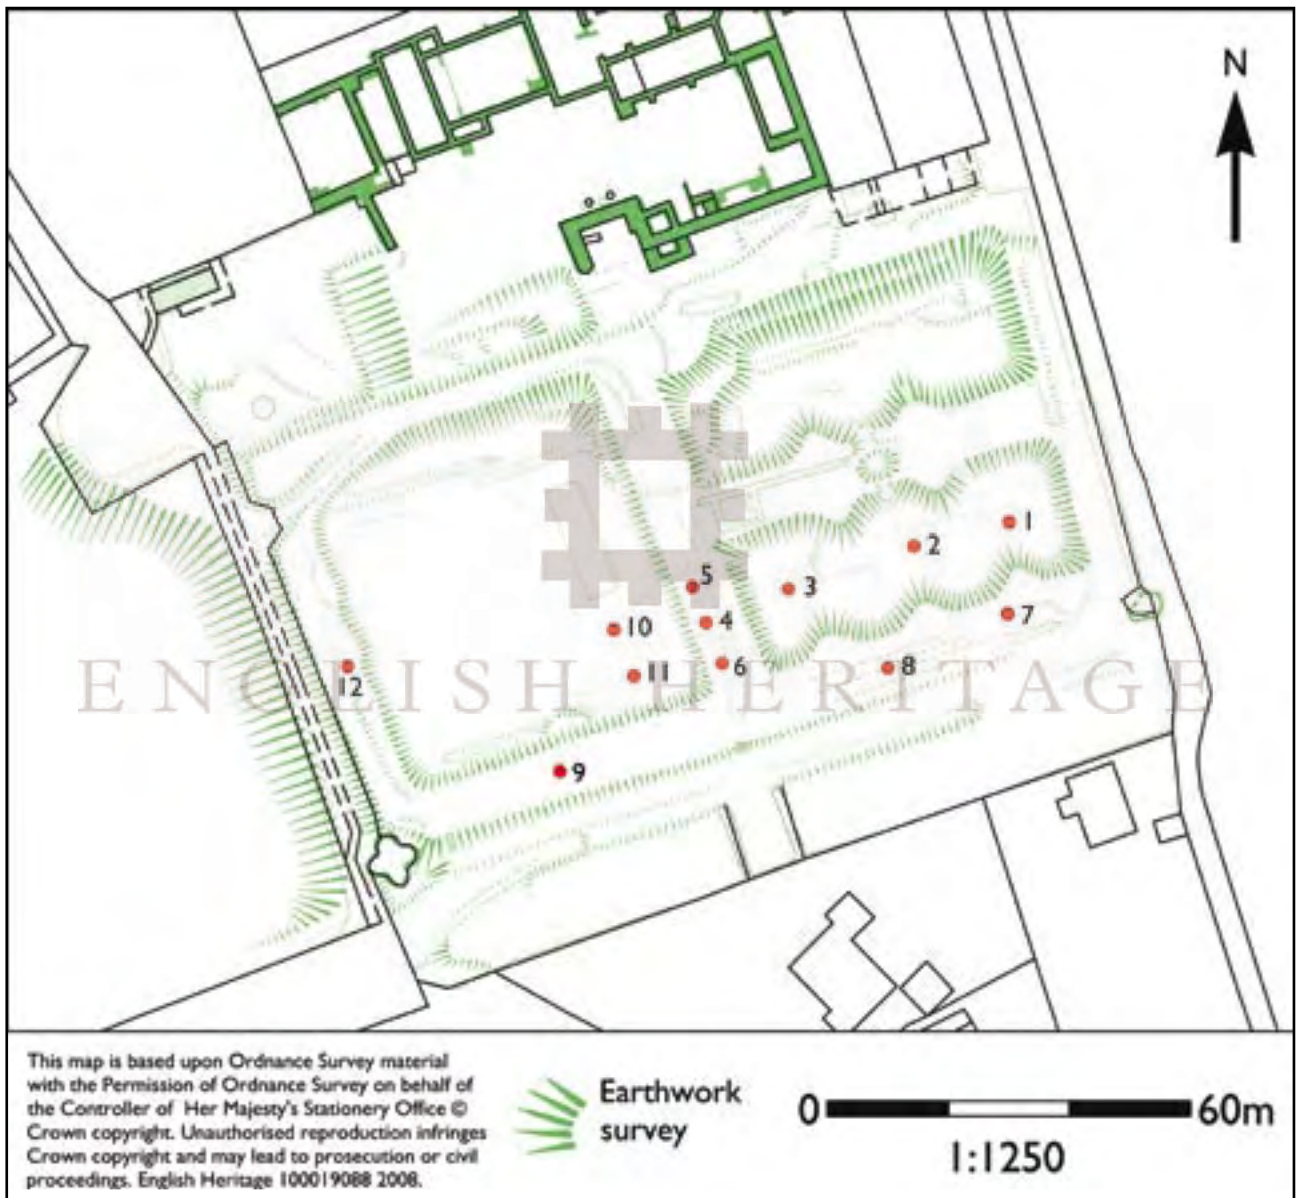 N
1
2
3
5
4
10
7
6
8
11
12
ENGLISH HERITAGE
9
This map is based upon Ordnance Survey material
with the Permission of Ordnance Survey on behalf of
the Controller of Her Majesty's Stationery Office ©
Crown copyright. Unauthorised reproduction infringes
Crown copyright and may lead to prosecution or civil
proceedings. English Heritage 100019088 2008.
Earthwork
survey
0 60m
1:1250